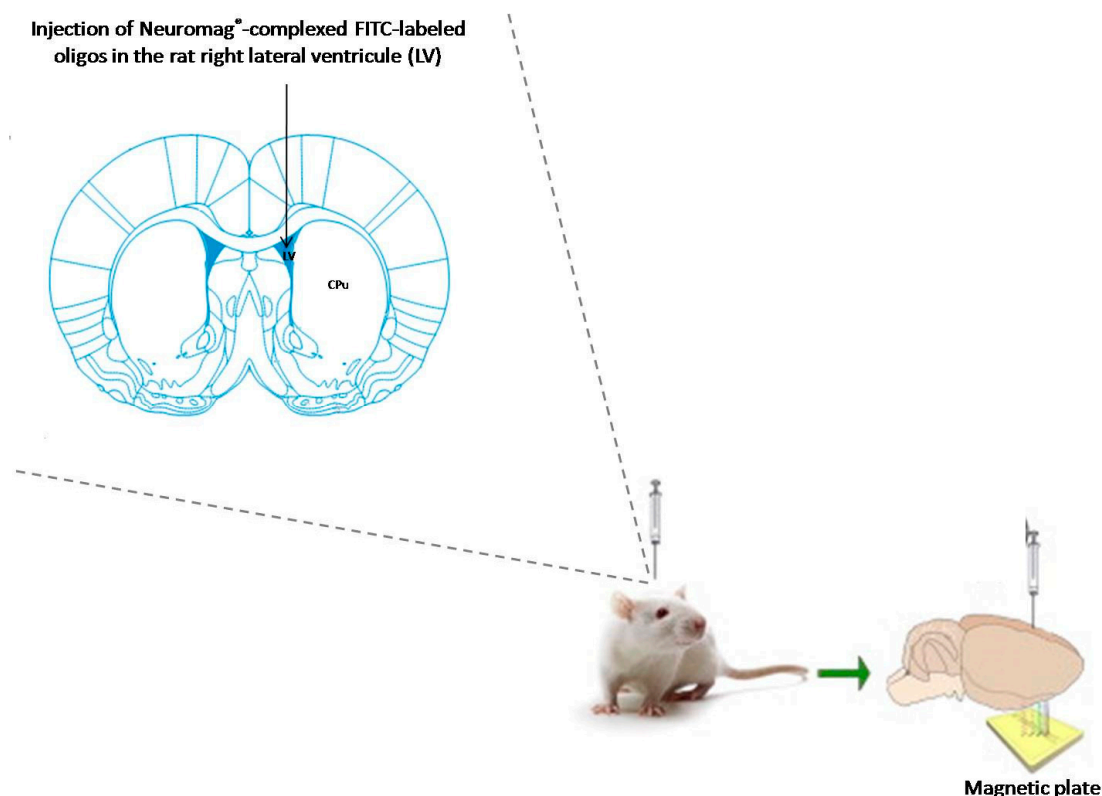 Injection of Neuromag®-complexed FITC-labeled
oligos in the rat right lateral ventricule (LV)
LV
CPu
Magnetic plate